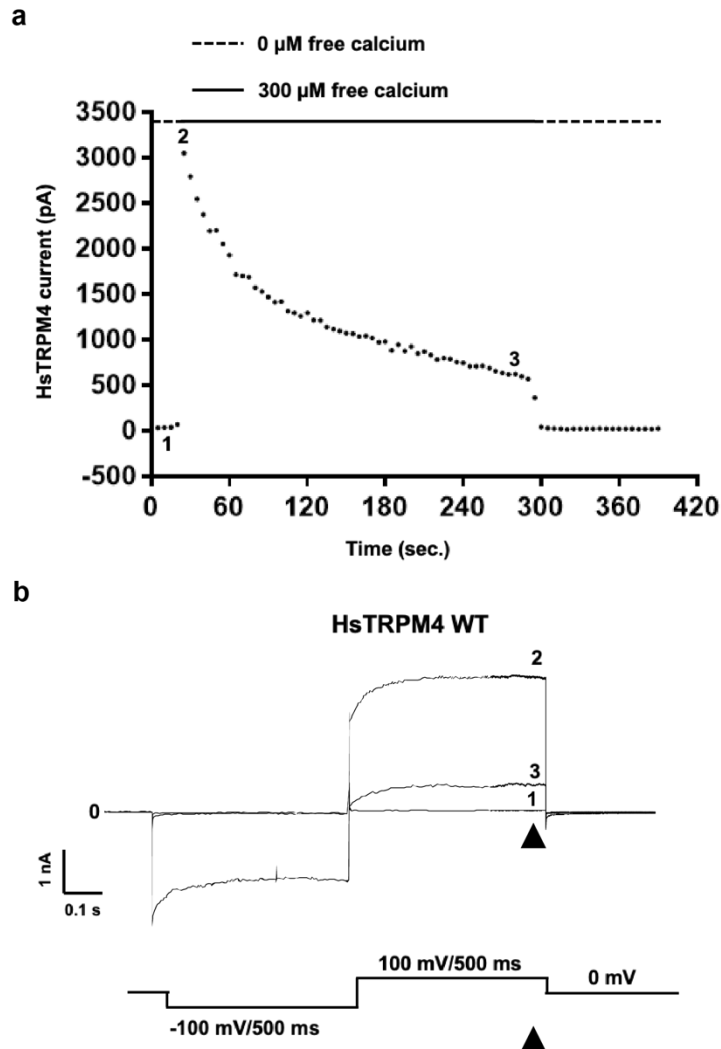 a
0 µM free calcium
300 µM free calcium
HsTRPM4 current (pA)
3500
3000
2500
2000
1500
1000
500
0
-500
1
2
3
0 60 120 180 240 300 360 420
Time (sec.)
b
HsTRPM4 WT
2
3
1
0
1 nA
0.1 s
100 mV/500 ms
0 mV
-100 mV/500 ms